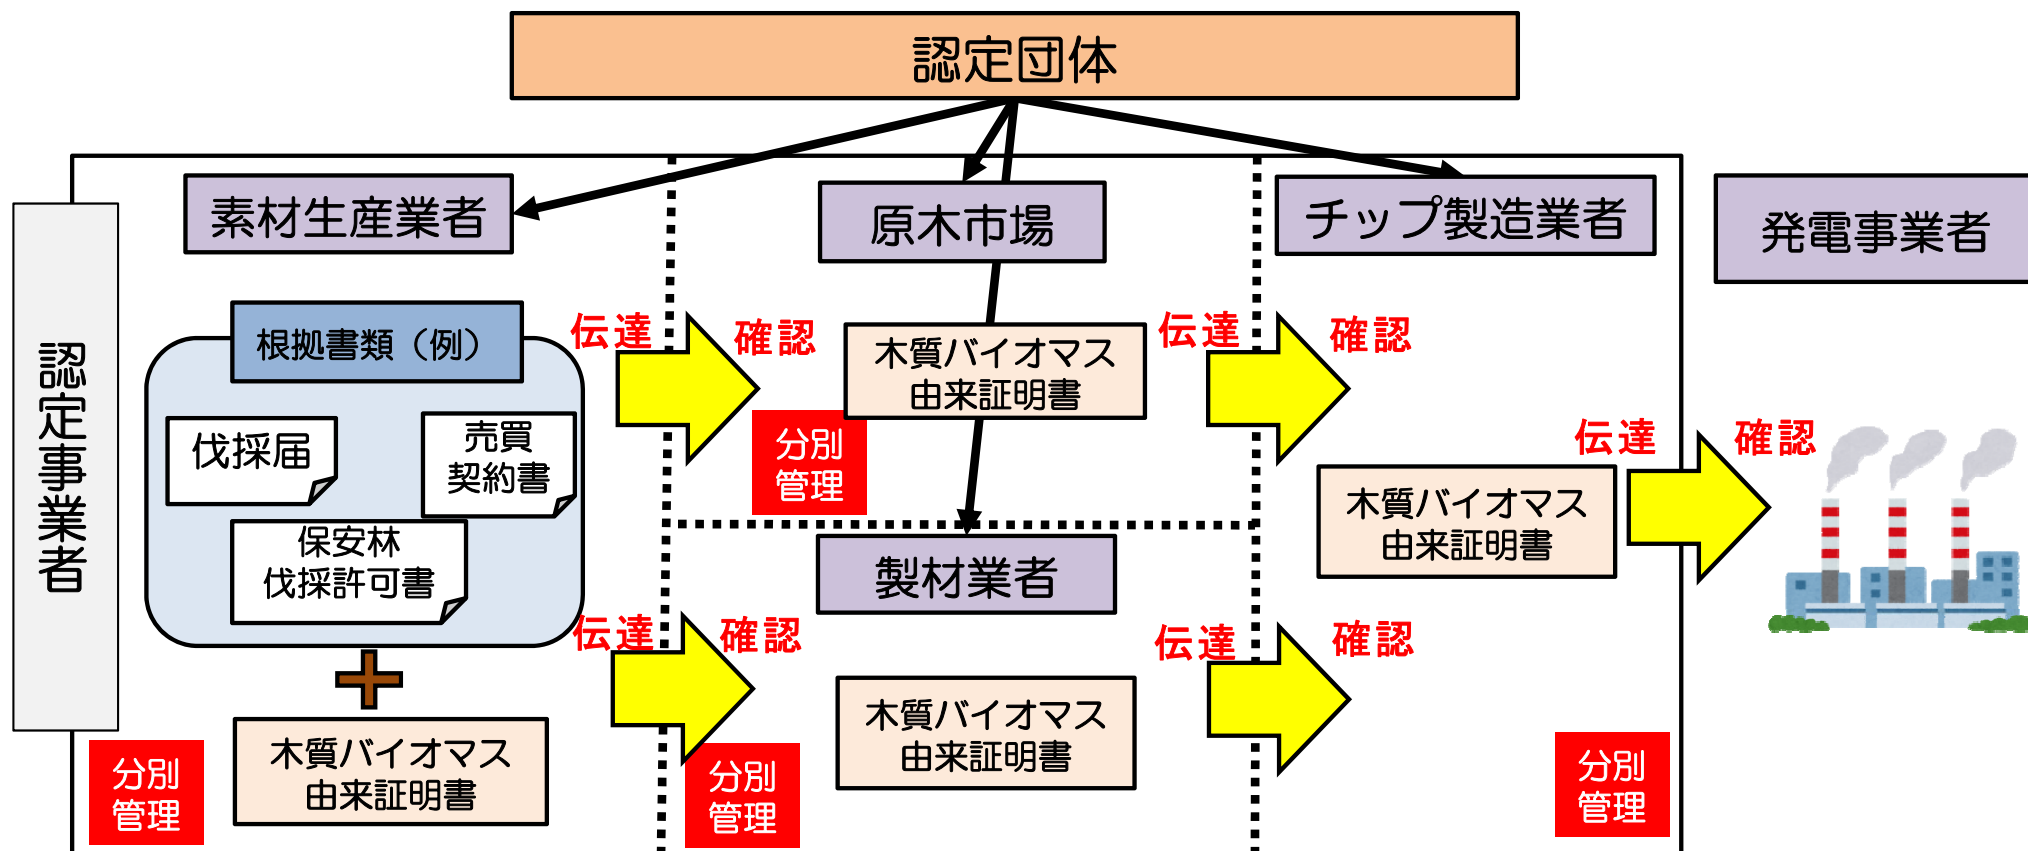 認定団体
認定事業者
素材生産業者
根拠書類（例）
伐採届
売買
契約書
保安林
伐採許可書
木質バイオマス
由来証明書
分別
管理
伝達
確認
伝達
確認
原木市場
木質バイオマス
由来証明書
分別
管理
製材業者
木質バイオマス
由来証明書
分別
管理
伝達
確認
伝達
確認
チップ製造業者
木質バイオマス
由来証明書
分別
管理
伝達
確認
発電事業者